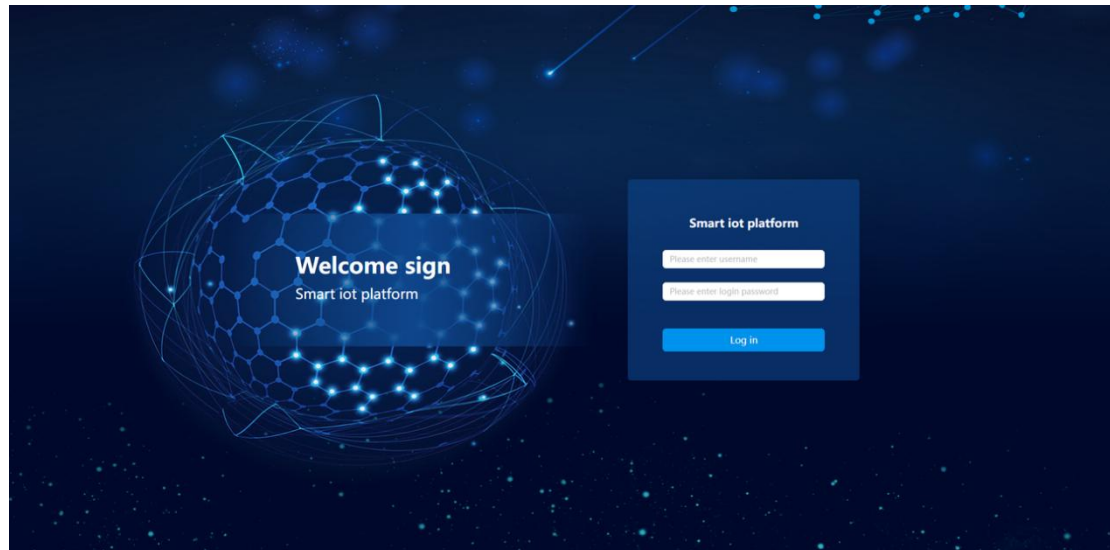 Welcome sign
Smart iot platform
Smart iot platform
Please enter username
Please enter login password
Log in